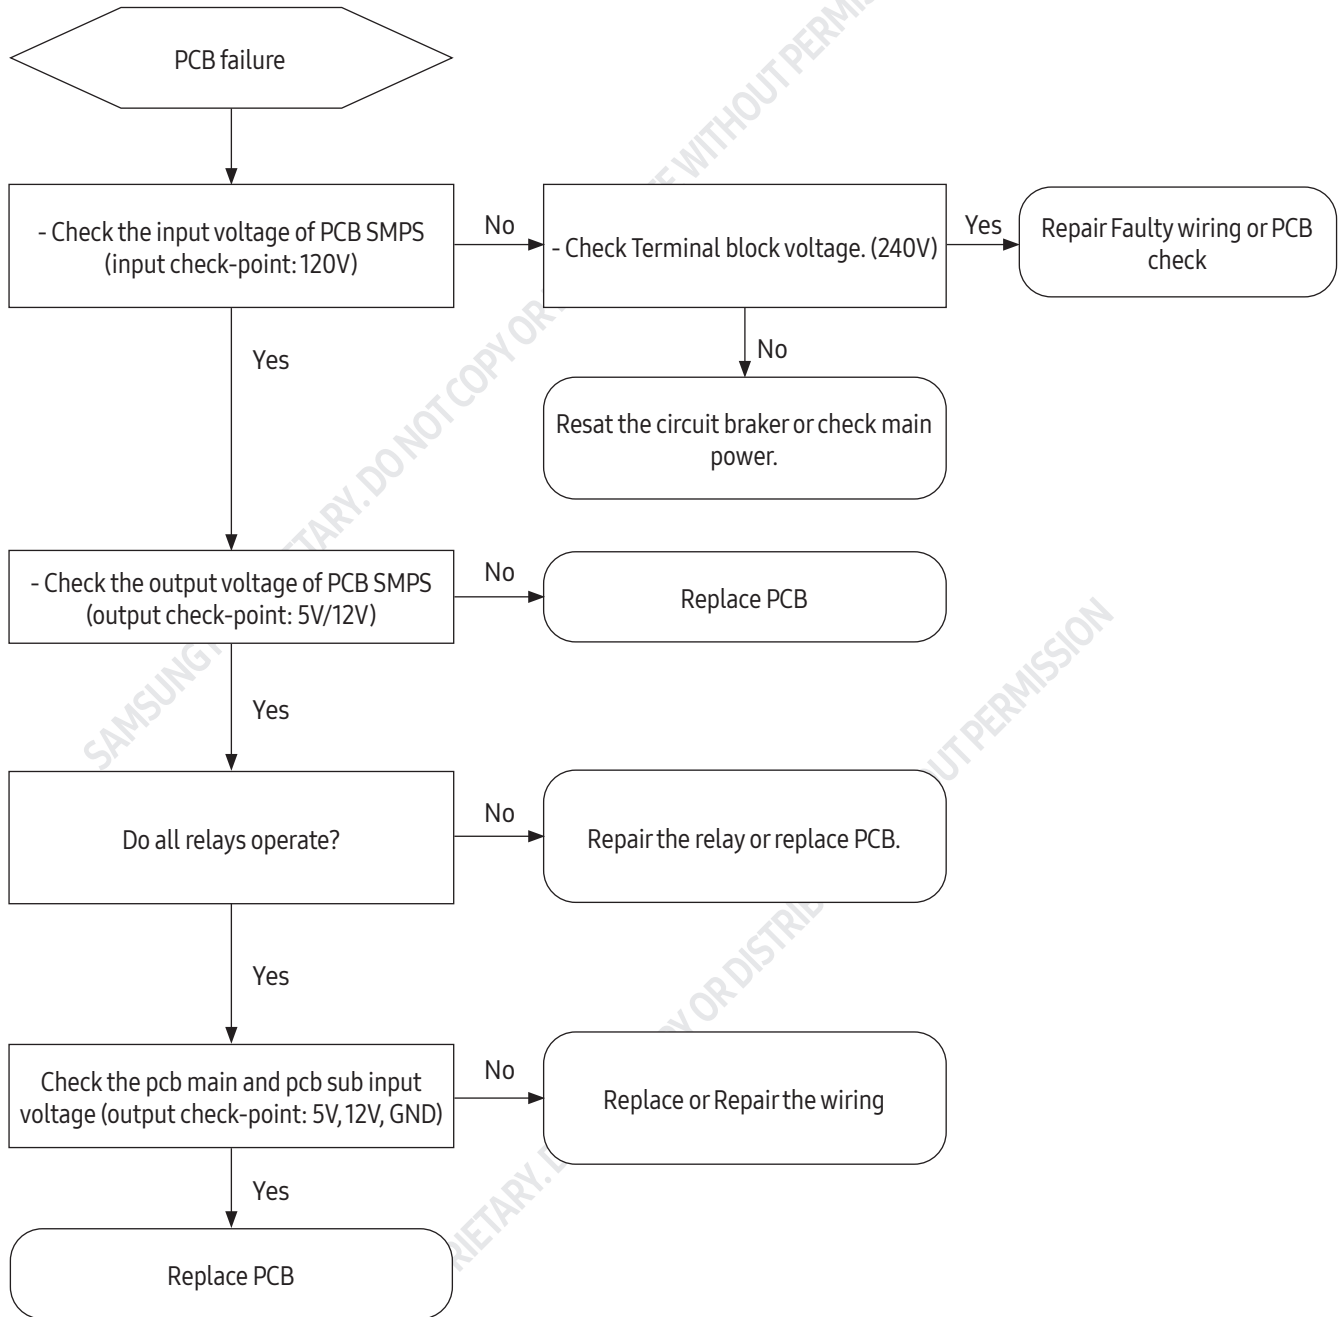 PCB failure
- Check the input voltage of PCB SMPS
(input check-point: 120V)
No
- Check Terminal block voltage. (240V)
Yes
Repair Faulty wiring or PCB
check
Yes
No
Resat the circuit braker or check main
power.
- Check the output voltage of PCB SMPS
(output check-point: 5V/12V)
No
Replace PCB
Yes
Do all relays operate?
No
Repair the relay or replace PCB.
Yes
Check the pcb main and pcb sub input
voltage (output check-point: 5V, 12V, GND)
No
Replace or Repair the wiring
Yes
Replace PCB